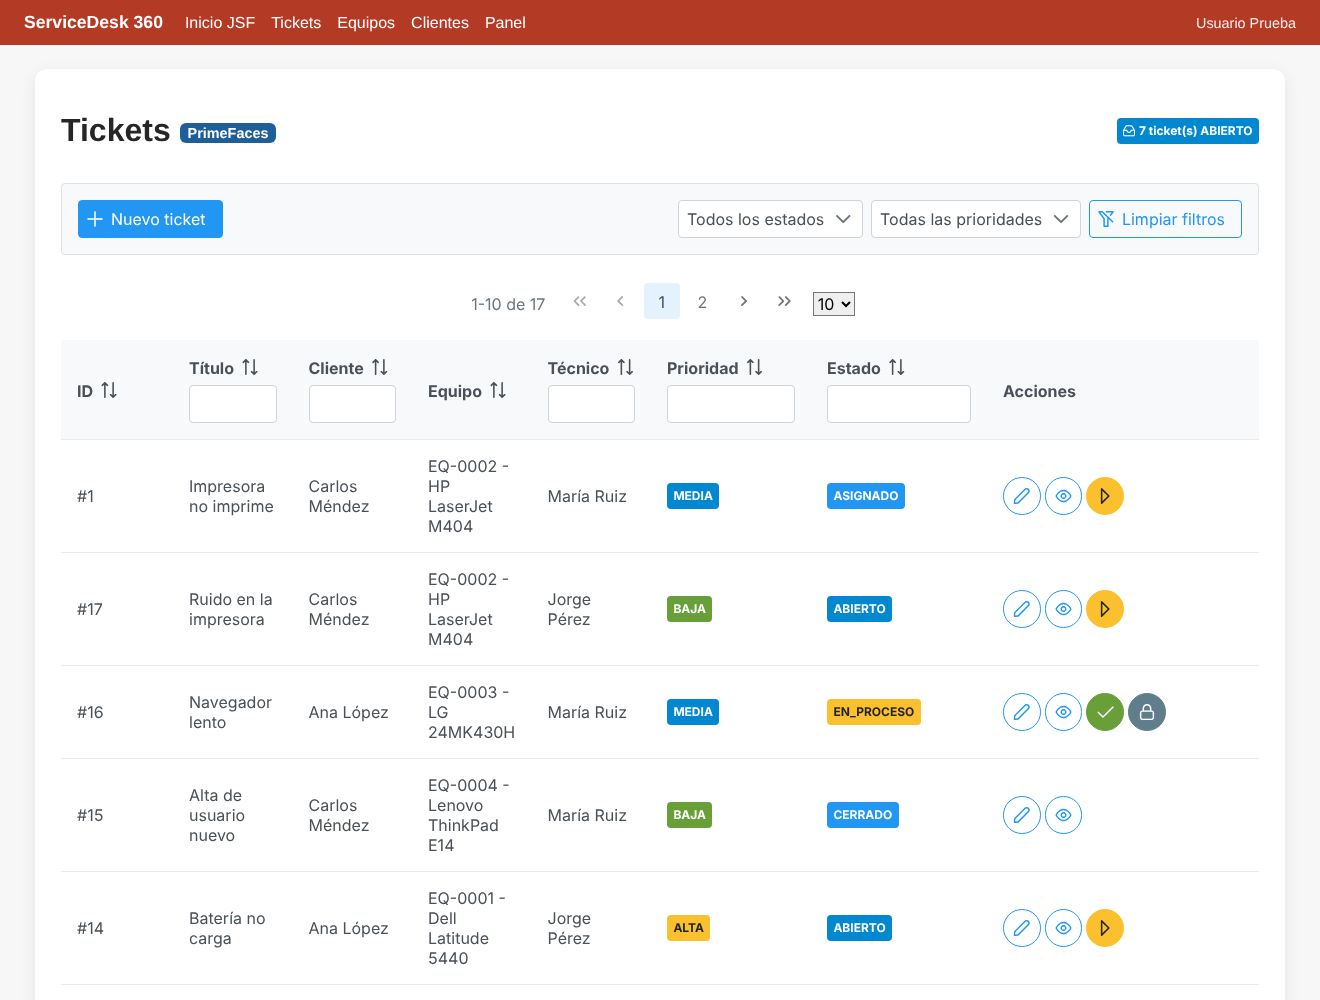 ServiceDesk 360 Inicio JSF Tickets Equipos Clientes Panel Usuario Prueba
Tickets PrimeFaces 7 ticket(s) ABIERTO
Nuevo ticket Todos los estados Todas las prioridades Limpiar filtros
1-10 de 17 1 2 10
ID Título Cliente Equipo Técnico Prioridad Estado Acciones
#1 Impresora no imprime Carlos Méndez EQ-0002 - HP LaserJet M404 María Ruiz MEDIA ASIGNADO
#17 Ruido en la impresora Carlos Méndez EQ-0002 - HP LaserJet M404 Jorge Pérez BAJA ABIERTO
#16 Navegador lento Ana López EQ-0003 - LG 24MK430H María Ruiz MEDIA EN_PROCESO
#15 Alta de usuario nuevo Carlos Méndez EQ-0004 - Lenovo ThinkPad E14 María Ruiz BAJA CERRADO
#14 Batería no carga Ana López EQ-0001 - Dell Latitude 5440 Jorge Pérez ALTA ABIERTO